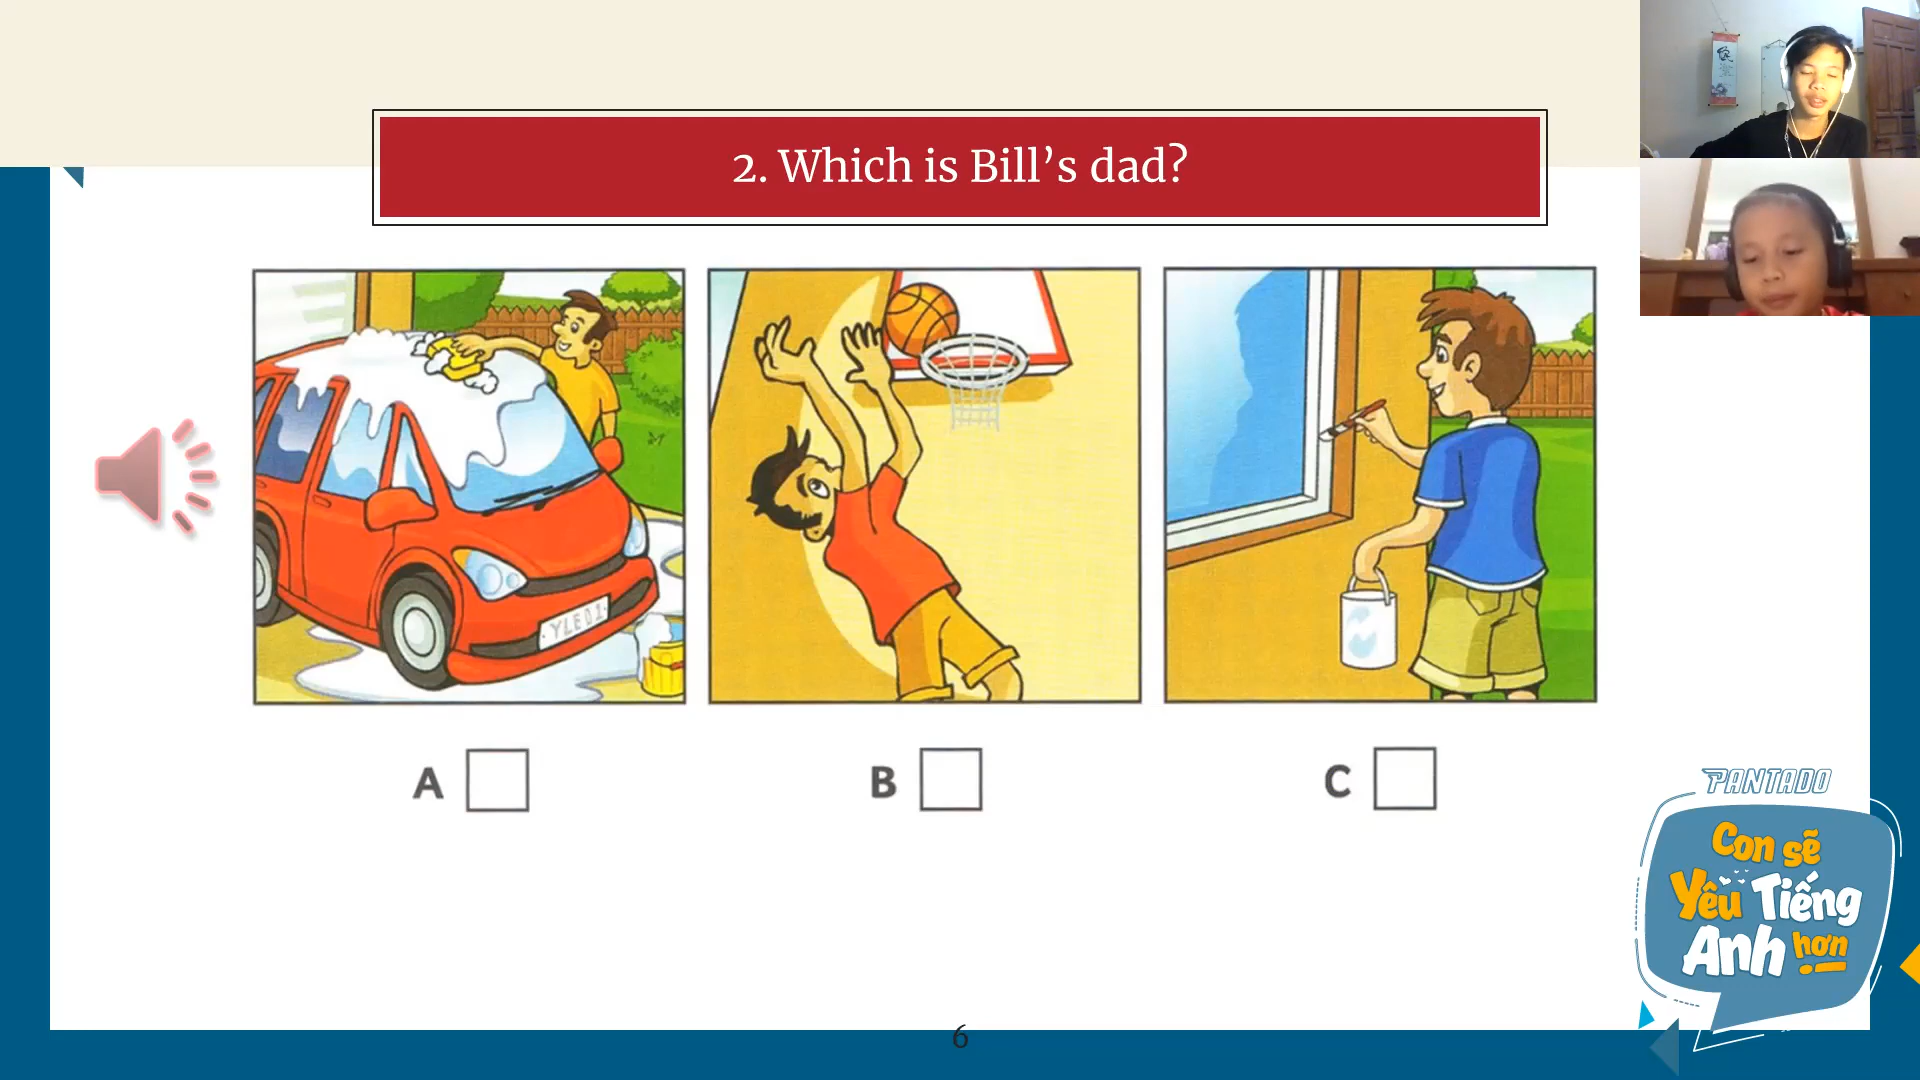 2. Which is Bill’s dad?
YLE 01
A
B
C
PANTADO
Con sẽ
Yêu Tiếng
Anh hơn
6